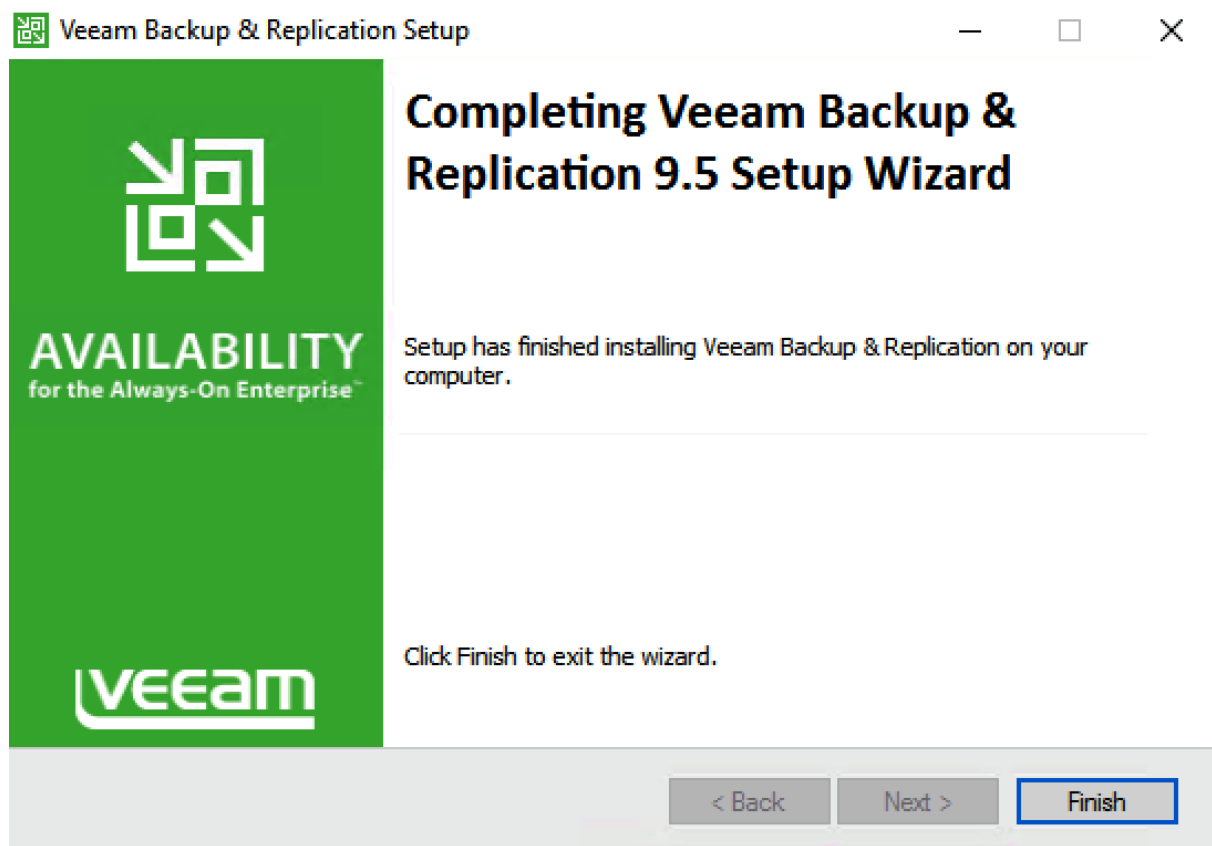 Veeam Backup & Replication Setup
Completing Veeam Backup &
Replication 9.5 Setup Wizard
AVAILABILITY
for the Always-On Enterprise™
Setup has finished installing Veeam Backup & Replication on your
computer.
Click Finish to exit the wizard.
veeam
< Back
Next >
Finish